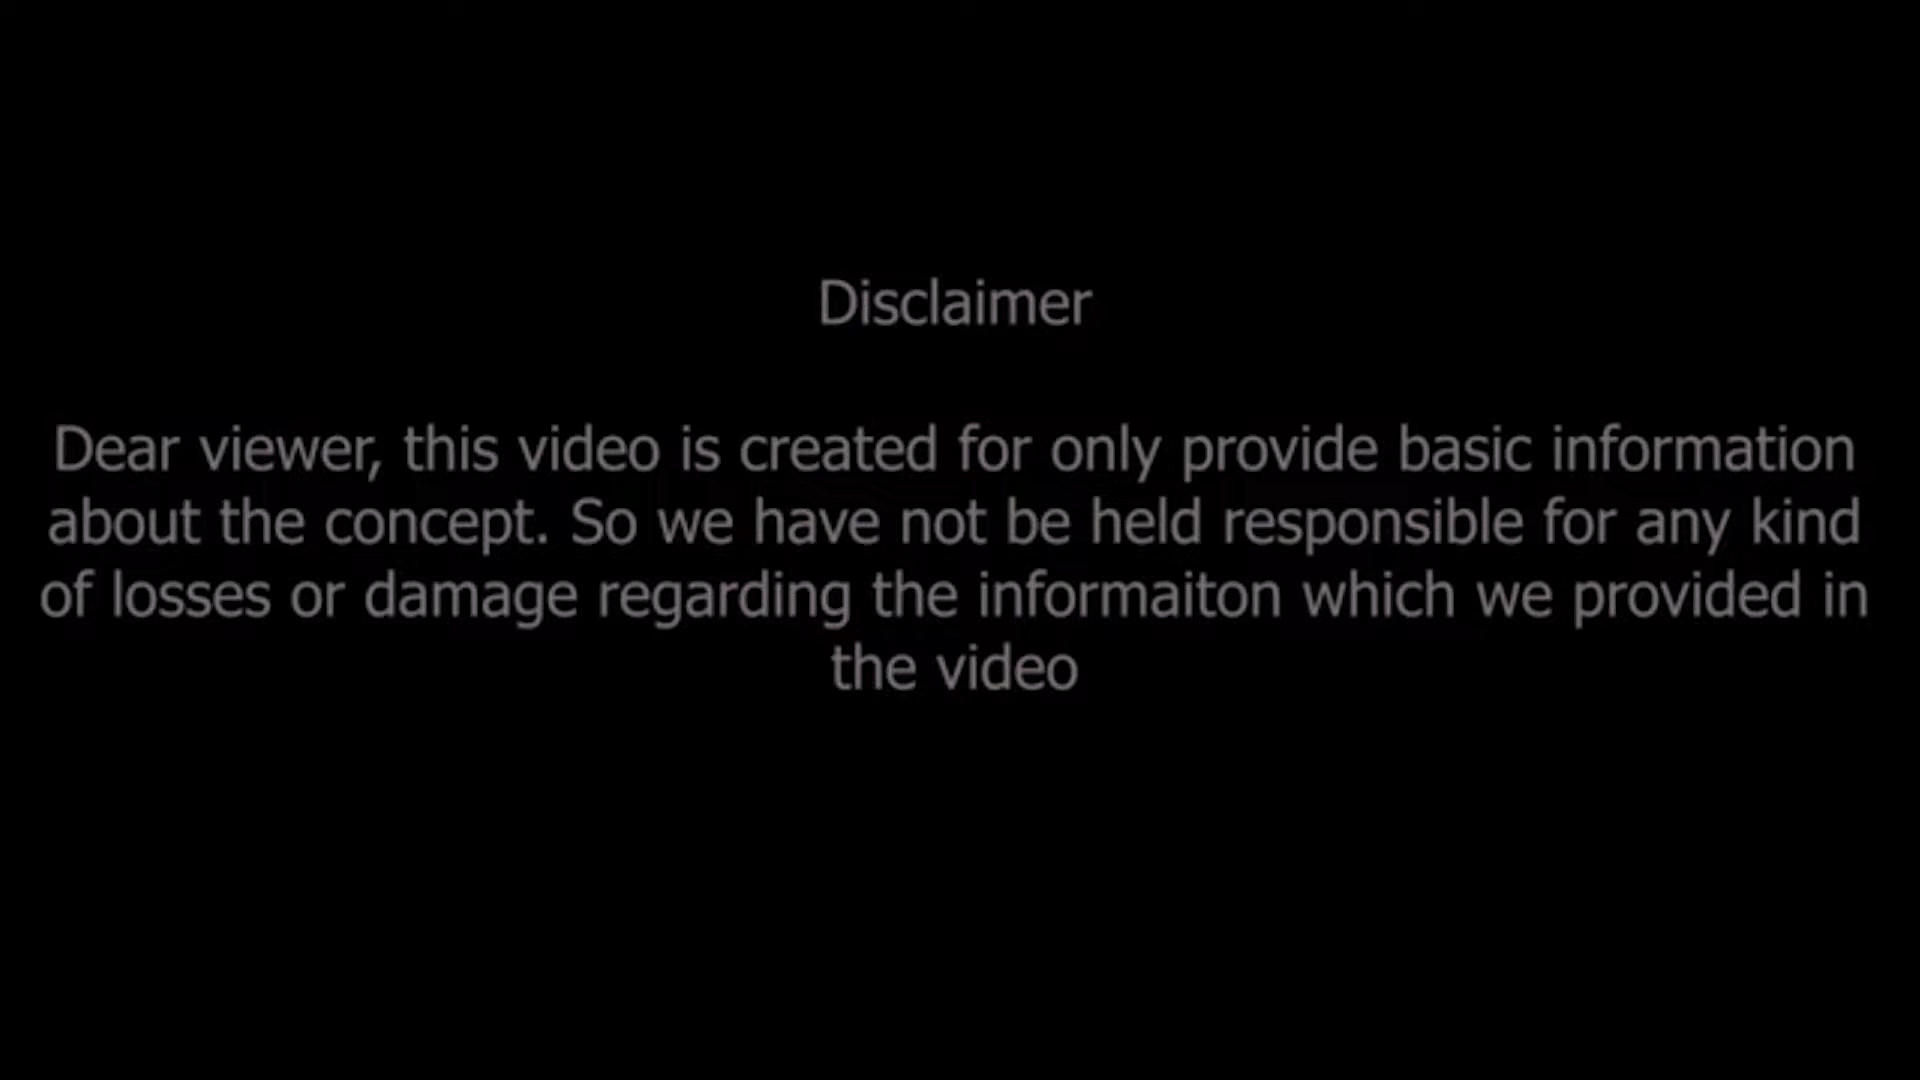 Disclaimer
Dear viewer, this video is created for only provide basic information
about the concept. So we have not be held responsible for any kind
of losses or damage regarding the informaiton which we provided in
the video